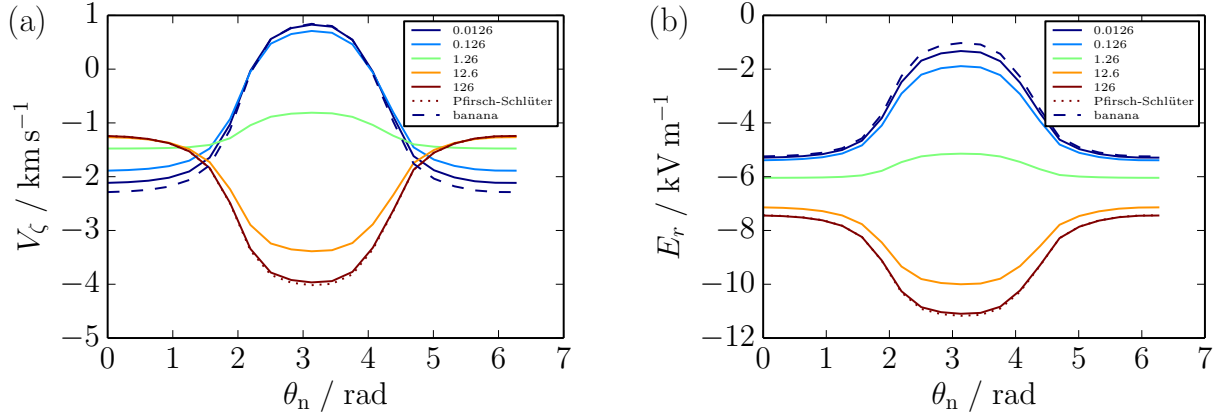 (a)
1
0
−1
−2
−3
−4
−5
V_ζ / km s⁻¹
0 1 2 3 4 5 6 7
θ_n / rad
0.0126
0.126
1.26
12.6
126
Pfirsch-Schlüter
banana
(b)
0
−2
−4
−6
−8
−10
−12
E_r / kV m⁻¹
0 1 2 3 4 5 6 7
θ_n / rad
0.0126
0.126
1.26
12.6
126
Pfirsch-Schlüter
banana